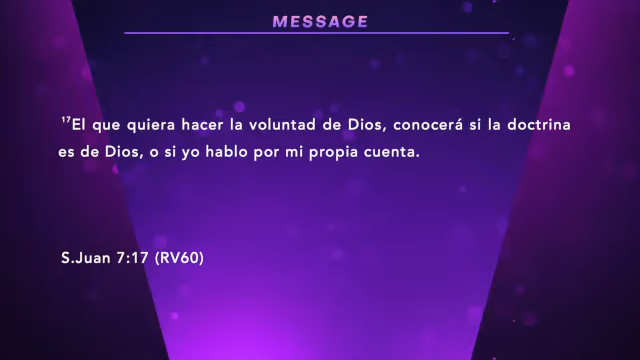 MESSAGE
¹⁷El que quiera hacer la voluntad de Dios, conocerá si la doctrina
es de Dios, o si yo hablo por mi propia cuenta.
S.Juan 7:17 (RV60)